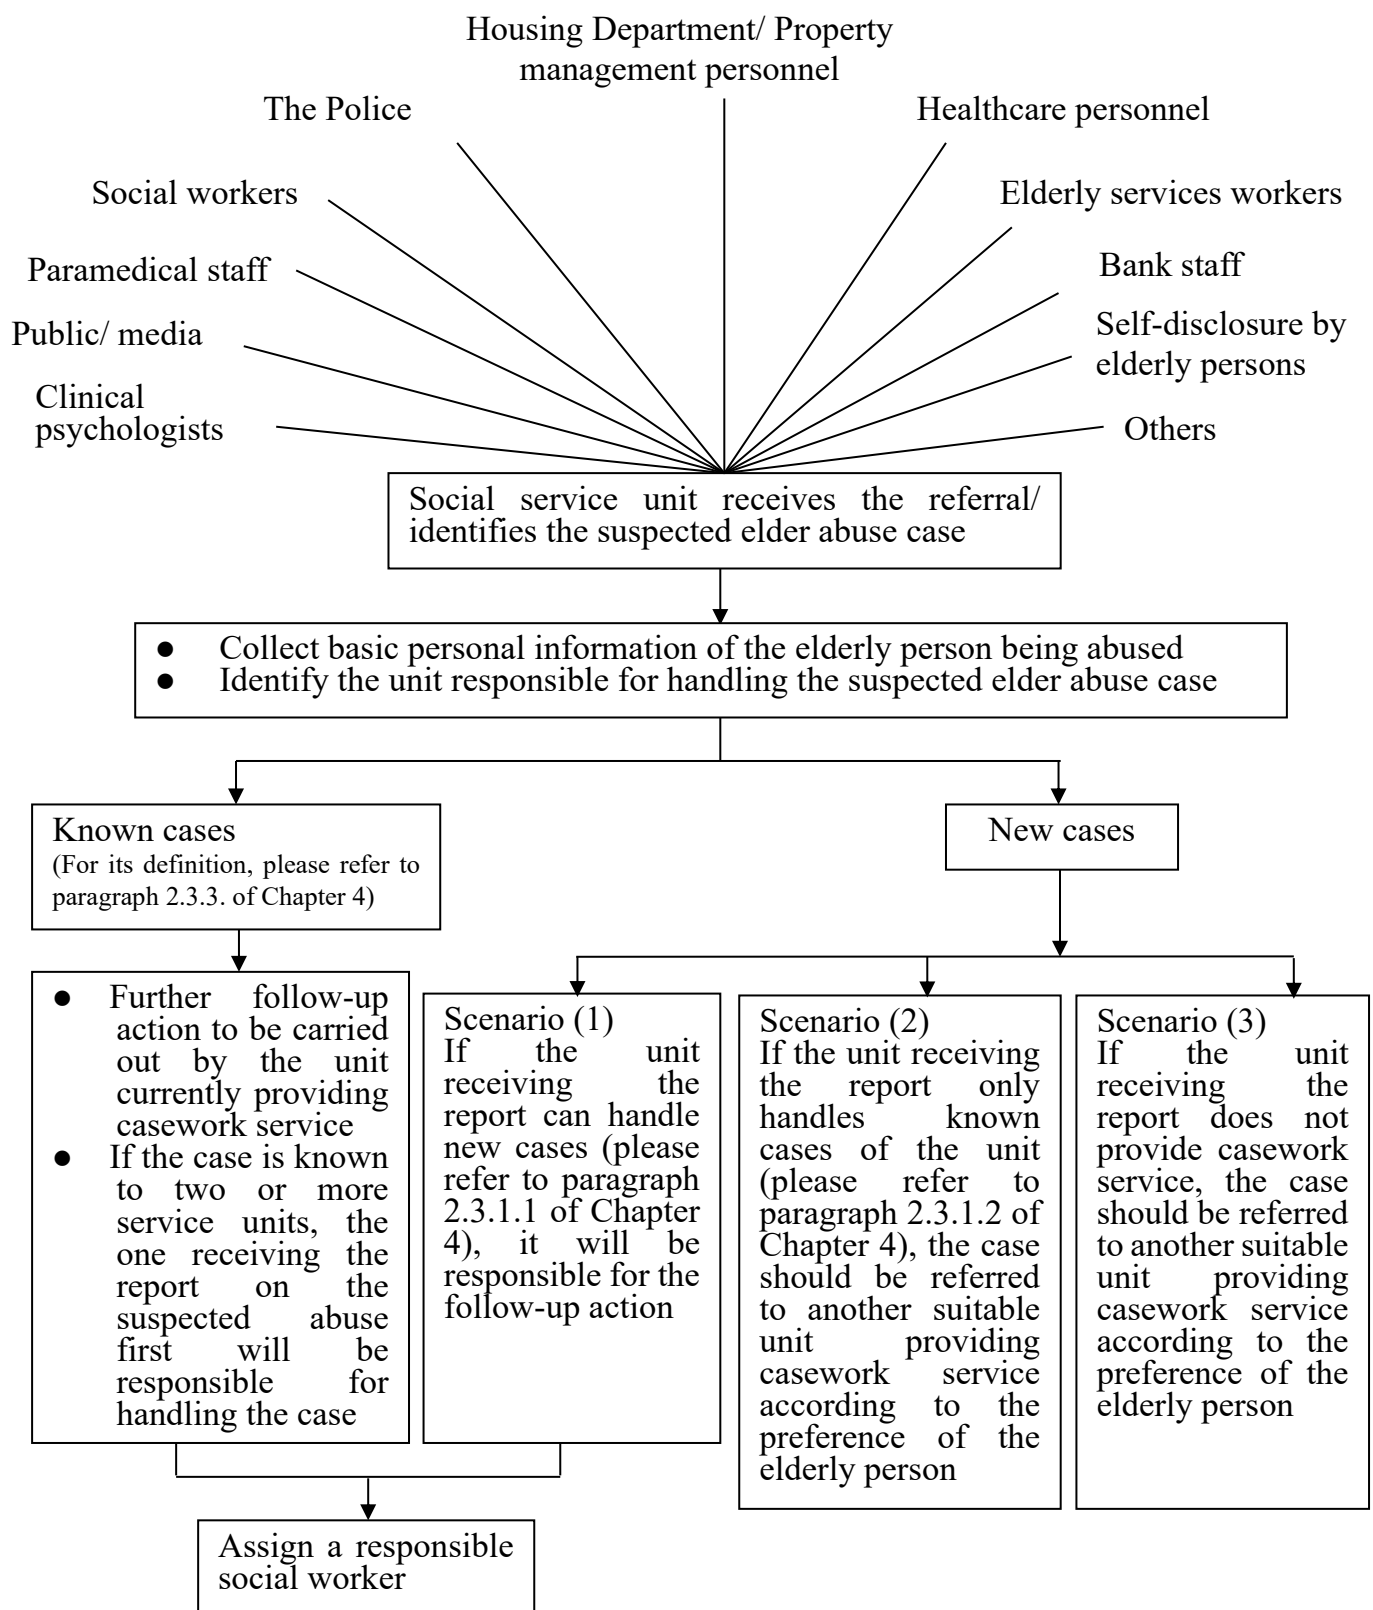 Housing Department/ Property
management personnel
The Police
Healthcare personnel
Social workers
Elderly services workers
Paramedical staff
Bank staff
Public/ media
Self-disclosure by
elderly persons
Clinical
psychologists
Others
Social service unit receives the referral/
identifies the suspected elder abuse case
● Collect basic personal information of the elderly person being abused
● Identify the unit responsible for handling the suspected elder abuse case
Known cases
(For its definition, please refer to
paragraph 2.3.3. of Chapter 4)
New cases
● Further follow-up
action to be carried
out by the unit
currently providing
casework service
● If the case is known
to two or more
service units, the
one receiving the
report on the
suspected abuse
first will be
responsible for
handling the case
Scenario (1)
If the unit
receiving the
report can handle
new cases (please
refer to paragraph
2.3.1.1 of Chapter
4), it will be
responsible for the
follow-up action
Scenario (2)
If the unit receiving
the report only
handles known
cases of the unit
(please refer to
paragraph 2.3.1.2 of
Chapter 4), the case
should be referred
to another suitable
unit providing
casework service
according to the
preference of the
elderly person
Scenario (3)
If the unit
receiving the
report does not
provide casework
service, the case
should be referred
to another suitable
unit providing
casework service
according to the
preference of the
elderly person
Assign a responsible
social worker